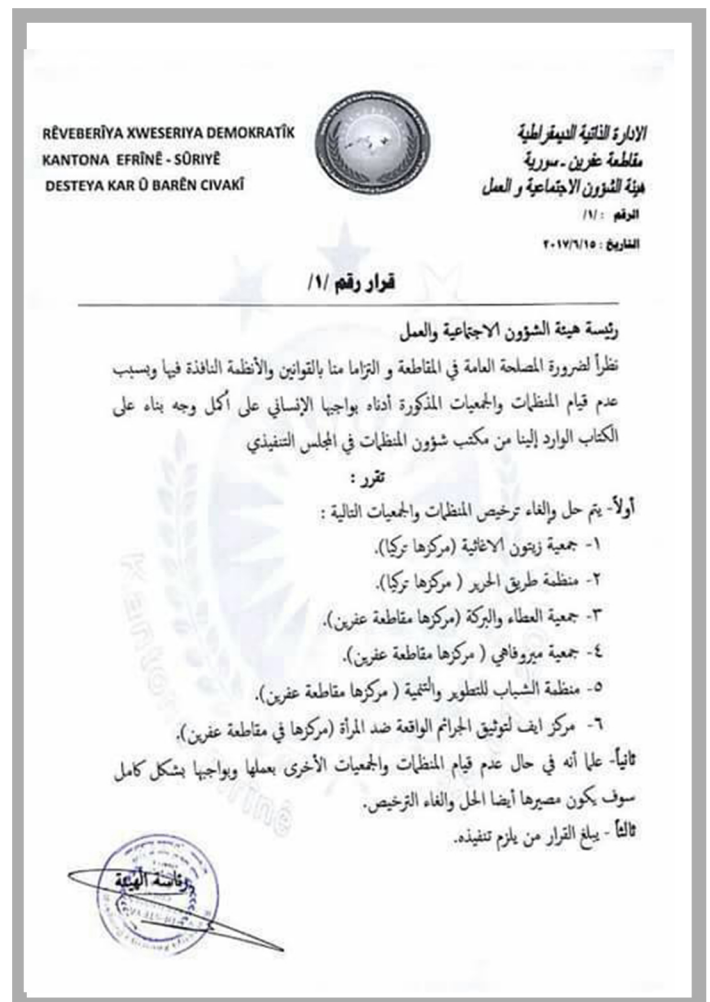 RÊVEBERÎYA XWESERIYA DEMOKRATÎK
KANTONA EFRÎNÊ - SÛRIYÊ
DESTEYA KAR Û BARÊN CIVAKÎ
الادارة الذاتية الديمقراطية
مقاطعة عفرين - سورية
هيئة الشؤون الاجتماعية و العمل
الرقم : /١/
التاريخ : ٢٠١٧/٦/١٥
قرار رقم /١/
رئيسة هيئة الشؤون الاجتماعية والعمل
نظراً لضرورة المصلحة العامة في المقاطعة و التزاما منا بالقوانين والأنظمة النافذة فيها وبسبب
عدم قيام المنظمات والجمعيات المذكورة أدناه بواجبها الإنساني على أكمل وجه بناء على
الكتاب الوارد إلينا من مكتب شؤون المنظمات في المجلس التنفيذي
تقرر :
أولاً- يتم حل وإلغاء ترخيص المنظمات والجمعيات التالية :
١- جمعية زيتون الاغاثية (مركزها تركيا).
٢- منظمة طريق الحرير ( مركزها تركيا).
٣- جمعية العطاء والبركة (مركزها مقاطعة عفرين).
٤- جمعية ميروفاهي ( مركزها مقاطعة عفرين).
٥- منظمة الشباب للتطوير والتنمية ( مركزها مقاطعة عفرين).
٦- مركز ايف لتوثيق الجرائم الواقعة ضد المرأة (مركزها في مقاطعة عفرين).
ثانياً- علما أنه في حال عدم قيام المنظمات والجمعيات الأخرى بعملها وبواجبها بشكل كامل
سوف يكون مصيرها أيضا الحل والغاء الترخيص.
ثالثاً - يبلغ القرار من يلزم تنفيذه.
رئاسة الهيئة